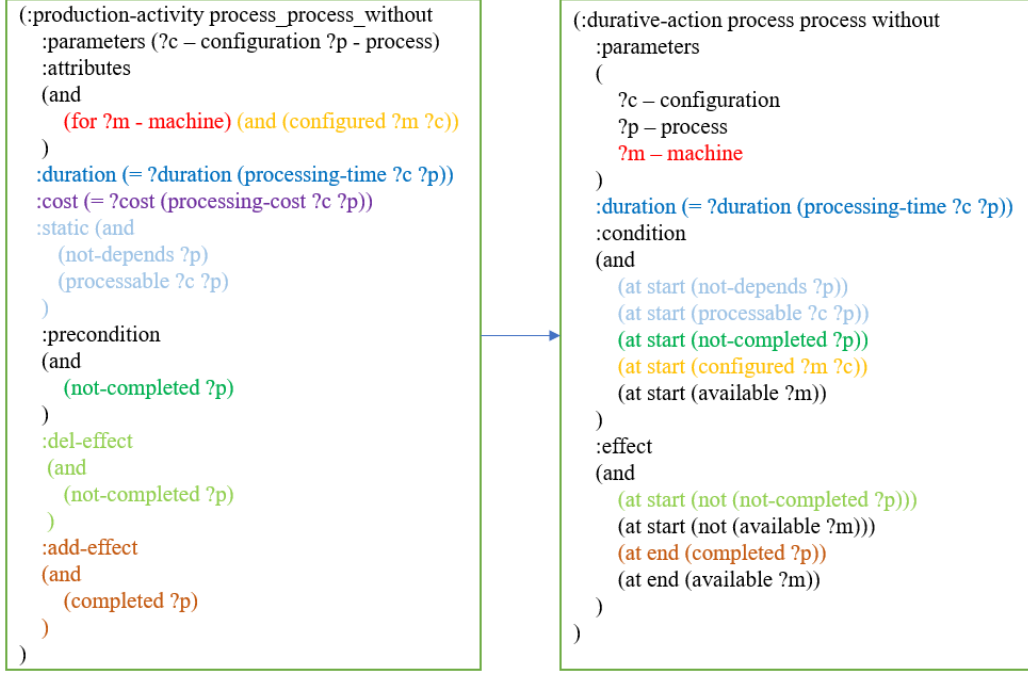 (:production-activity process_process_without
:parameters (?c – configuration ?p - process)
:attributes
(and
(for ?m - machine) (and (configured ?m ?c))
)
:duration (= ?duration (processing-time ?c ?p))
:cost (= ?cost (processing-cost ?c ?p))
:static (and
(not-depends ?p)
(processable ?c ?p)
)
:precondition
(and
(not-completed ?p)
)
:del-effect
(and
(not-completed ?p)
)
:add-effect
(and
(completed ?p)
)
)
(:durative-action process process without
:parameters
(
?c – configuration
?p – process
?m – machine
)
:duration (= ?duration (processing-time ?c ?p))
:condition
(and
(at start (not-depends ?p))
(at start (processable ?c ?p))
(at start (not-completed ?p))
(at start (configured ?m ?c))
(at start (available ?m))
)
:effect
(and
(at start (not (not-completed ?p)))
(at start (not (available ?m)))
(at end (completed ?p))
(at end (available ?m))
)
)